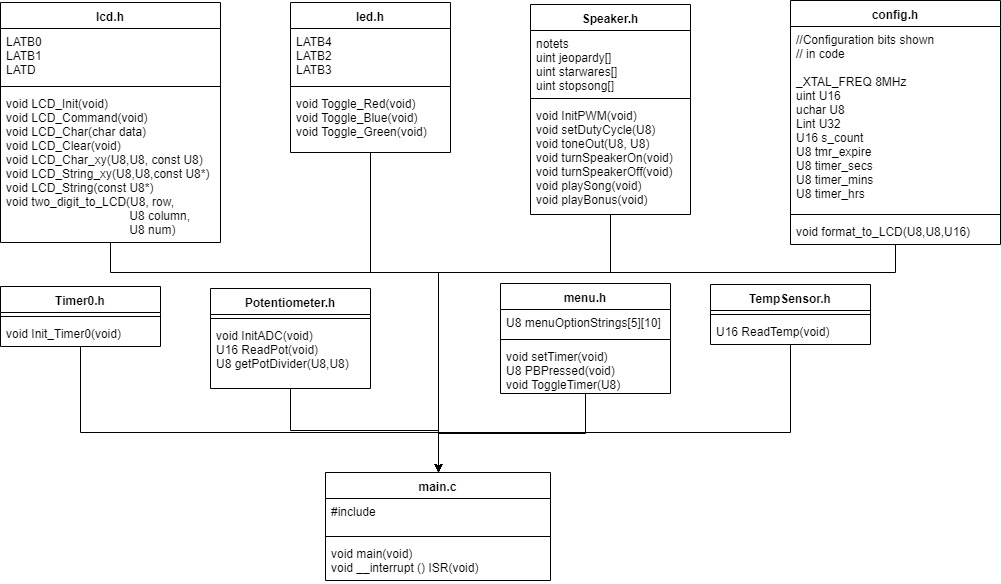 lcd.h
LATB0
LATB1
LATD
void LCD_Init(void)
void LCD_Command(void)
void LCD_Char(char data)
void LCD_Clear(void)
void LCD_Char_xy(U8,U8, const U8)
void LCD_String_xy(U8,U8,const U8*)
void LCD_String(const U8*)
void two_digit_to_LCD(U8, row,
U8 column,
U8 num)
led.h
LATB4
LATB2
LATB3
void Toggle_Red(void)
void Toggle_Blue(void)
void Toggle_Green(void)
Speaker.h
notets
uint jeopardy[]
uint starwares[]
uint stopsong[]
void InitPWM(void)
void setDutyCycle(U8)
void toneOut(U8, U8)
void turnSpeakerOn(void)
void turnSpeakerOff(void)
void playSong(void)
void playBonus(void)
config.h
//Configuration bits shown
// in code
_XTAL_FREQ 8MHz
uint U16
uchar U8
Lint U32
U16 s_count
U8 tmr_expire
U8 timer_secs
U8 timer_mins
U8 timer_hrs
void format_to_LCD(U8,U8,U16)
Timer0.h
void Init_Timer0(void)
Potentiometer.h
void InitADC(void)
U16 ReadPot(void)
U8 getPotDivider(U8,U8)
menu.h
U8 menuOptionStrings[5][10]
void setTimer(void)
U8 PBPressed(void)
void ToggleTimer(U8)
TempSensor.h
U16 ReadTemp(void)
main.c
#include
void main(void)
void __interrupt () ISR(void)